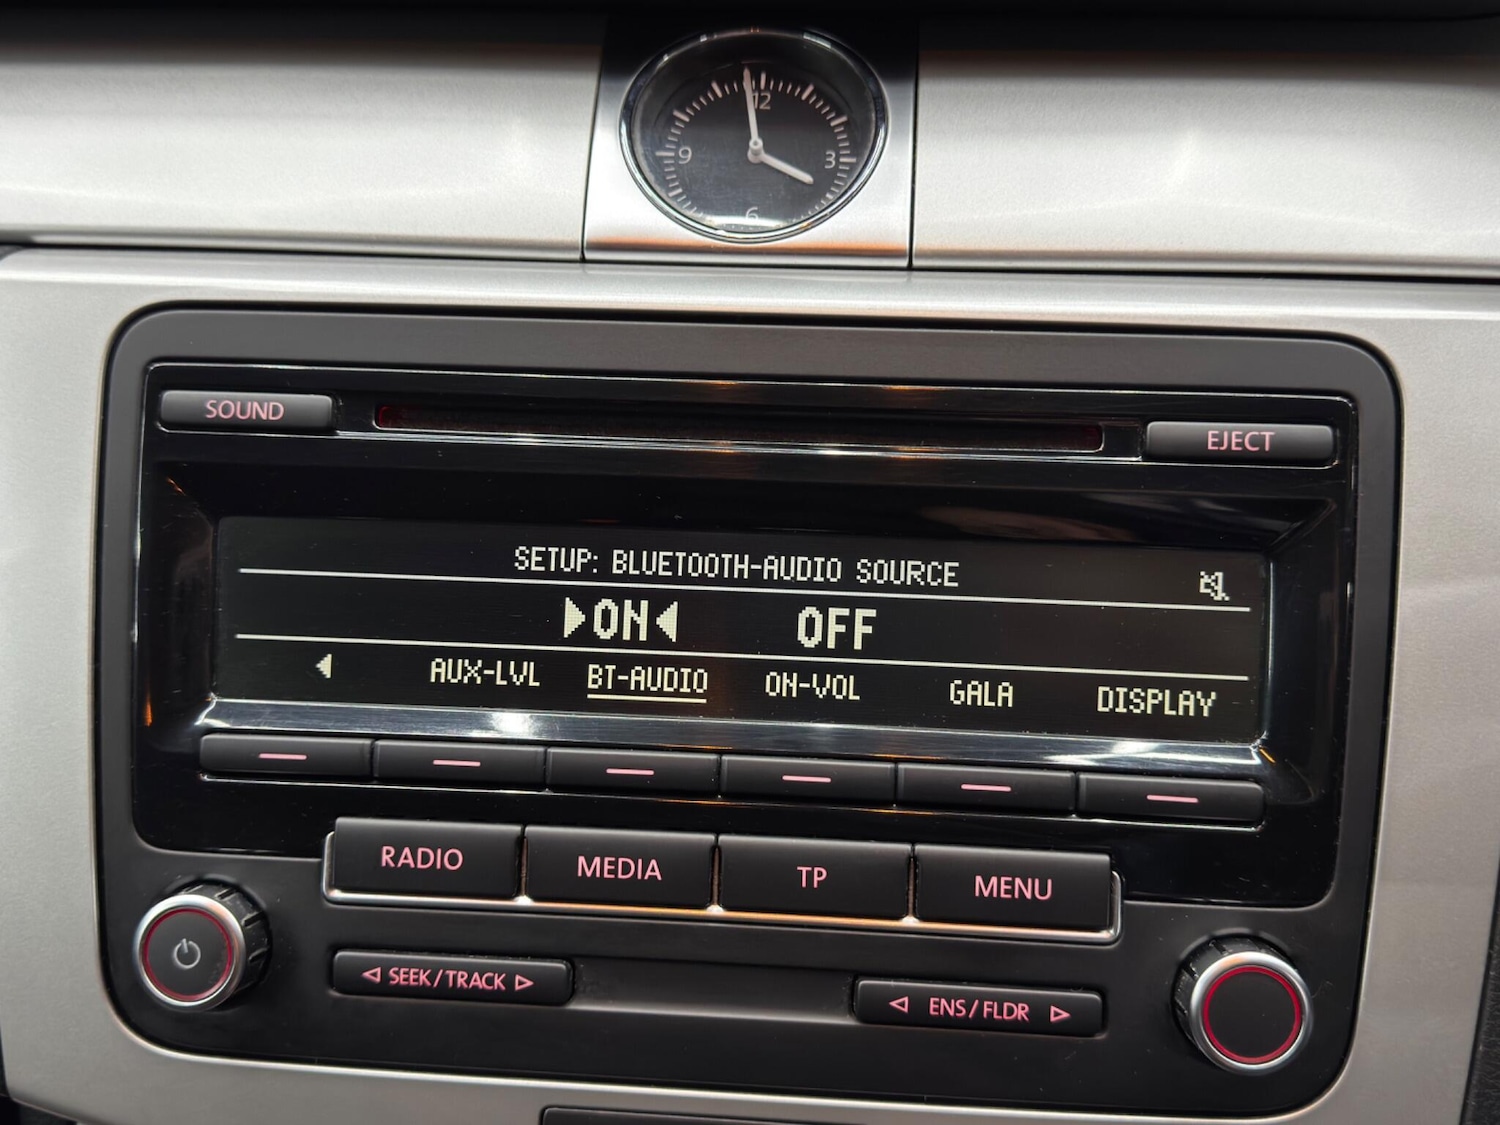 12
9 3
6
SOUND
EJECT
SETUP: BLUETOOTH-AUDIO SOURCE
ON OFF
AUX-LVL BT-AUDIO ON-VOL GALA DISPLAY
RADIO MEDIA TP MENU
SEEK/TRACK
ENS/FLDR